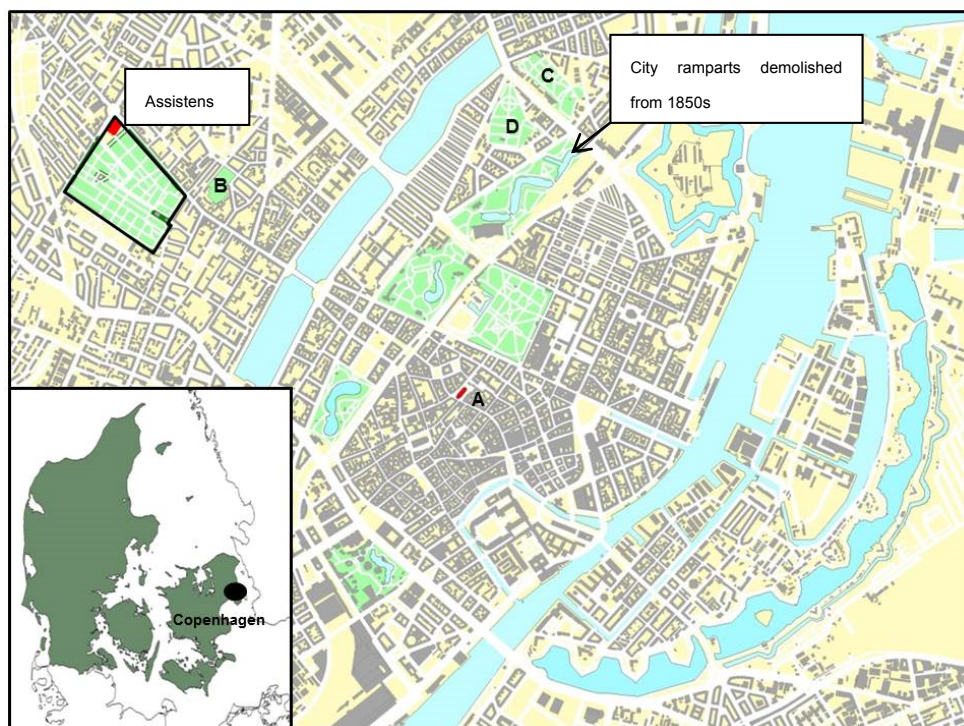 Assistens
City ramparts demolished
from 1850s
C
D
B
A
Copenhagen